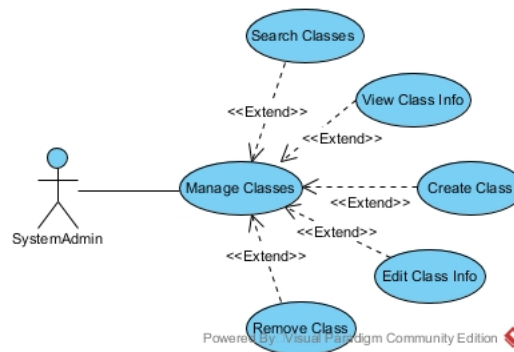 Search Classes
<<Extend>>
View Class Info
<<Extend>>
Manage Classes
Create Class
<<Extend>>
SystemAdmin
<<Extend>>
Edit Class Info
<<Extend>>
Remove Class
Powered By Visual Paradigm Community Edition